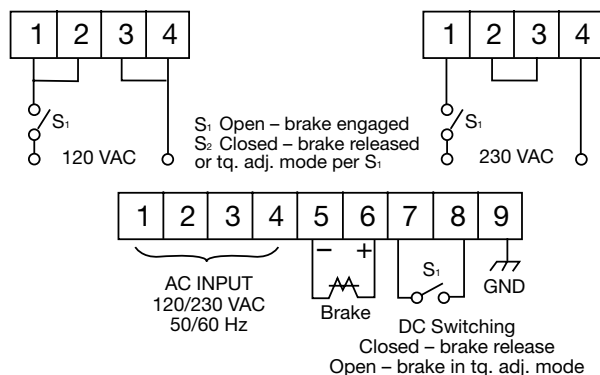 1 2 3 4
1 2 3 4
S₁
S₁ Open – brake engaged
S₂ Closed – brake released
or tq. adj. mode per S₁
S₁
120 VAC
230 VAC
1 2 3 4 5 6 7 8 9
– +
S₁
AC INPUT
120/230 VAC
50/60 Hz
Brake
GND
DC Switching
Closed – brake release
Open – brake in tq. adj. mode